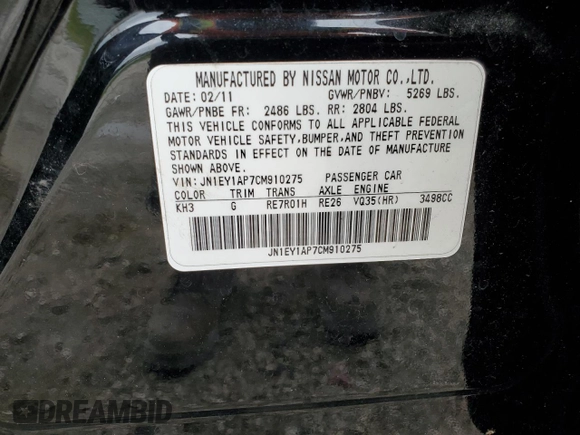 MANUFACTURED BY NISSAN MOTOR CO.,LTD.
DATE: 02/11 GVWR/PNBV: 5269 LBS.
GAWR/PNBE FR: 2486 LBS. RR: 2804 LBS.
THIS VEHICLE CONFORMS TO ALL APPLICABLE FEDERAL
MOTOR VEHICLE SAFETY,BUMPER,AND THEFT PREVENTION
STANDARDS IN EFFECT ON THE DATE OF MANUFACTURE
SHOWN ABOVE.
VIN: JN1EY1AP7CM910275 PASSENGER CAR
COLOR TRIM TRANS AXLE ENGINE
KH3 G RE7R01H RE26 VQ35(HR) 3498CC
JN1EY1AP7CM910275
DREAMBID